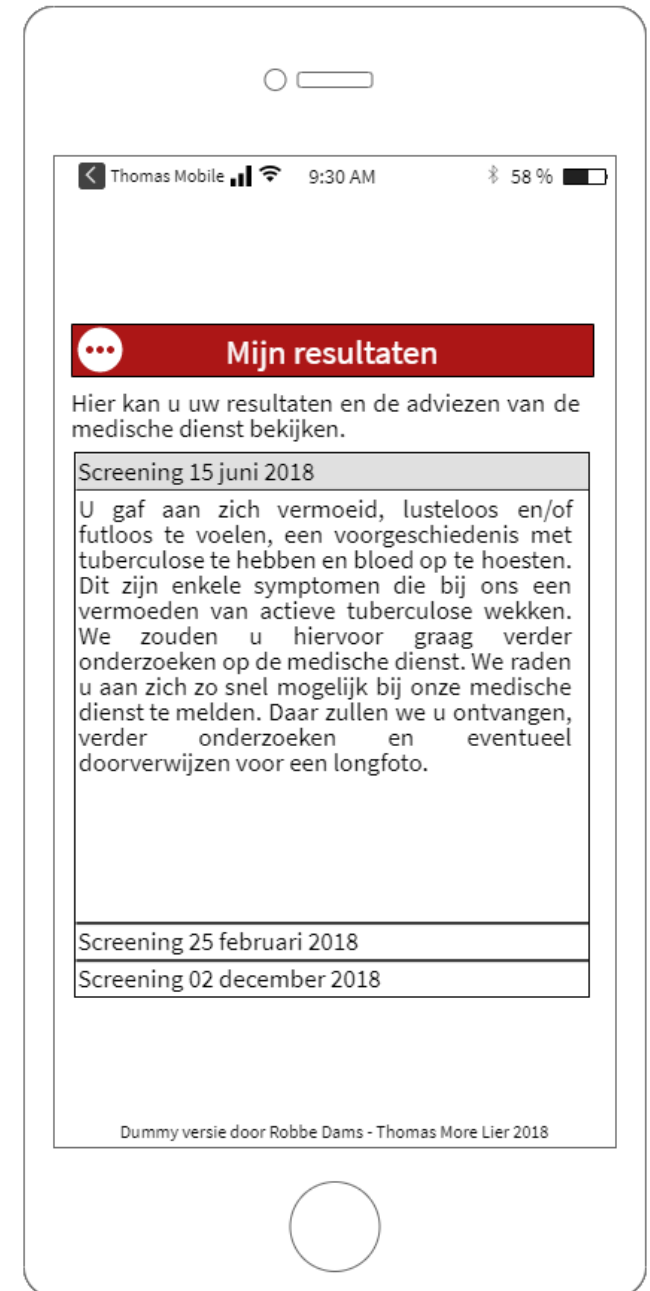 Thomas Mobile 9:30 AM 58 %
Mijn resultaten
Hier kan u uw resultaten en de adviezen van de
medische dienst bekijken.
Screening 15 juni 2018
U gaf aan zich vermoeid, lusteloos en/of
futloos te voelen, een voorgeschiedenis met
tuberculose te hebben en bloed op te hoesten.
Dit zijn enkele symptomen die bij ons een
vermoeden van actieve tuberculose wekken.
We zouden u hiervoor graag verder
onderzoeken op de medische dienst. We raden
u aan zich zo snel mogelijk bij onze medische
dienst te melden. Daar zullen we u ontvangen,
verder onderzoeken en eventueel
doorverwijzen voor een longfoto.
Screening 25 februari 2018
Screening 02 december 2018
Dummy versie door Robbe Dams - Thomas More Lier 2018